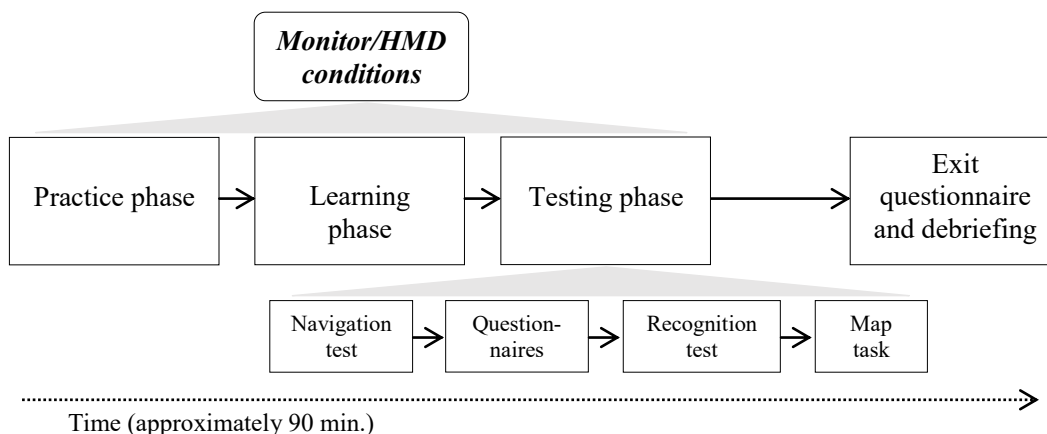 Monitor/HMD
conditions
Practice phase
Learning
phase
Testing phase
Exit
questionnaire
and debriefing
Navigation
test
Question-
naires
Recognition
test
Map
task
Time (approximately 90 min.)